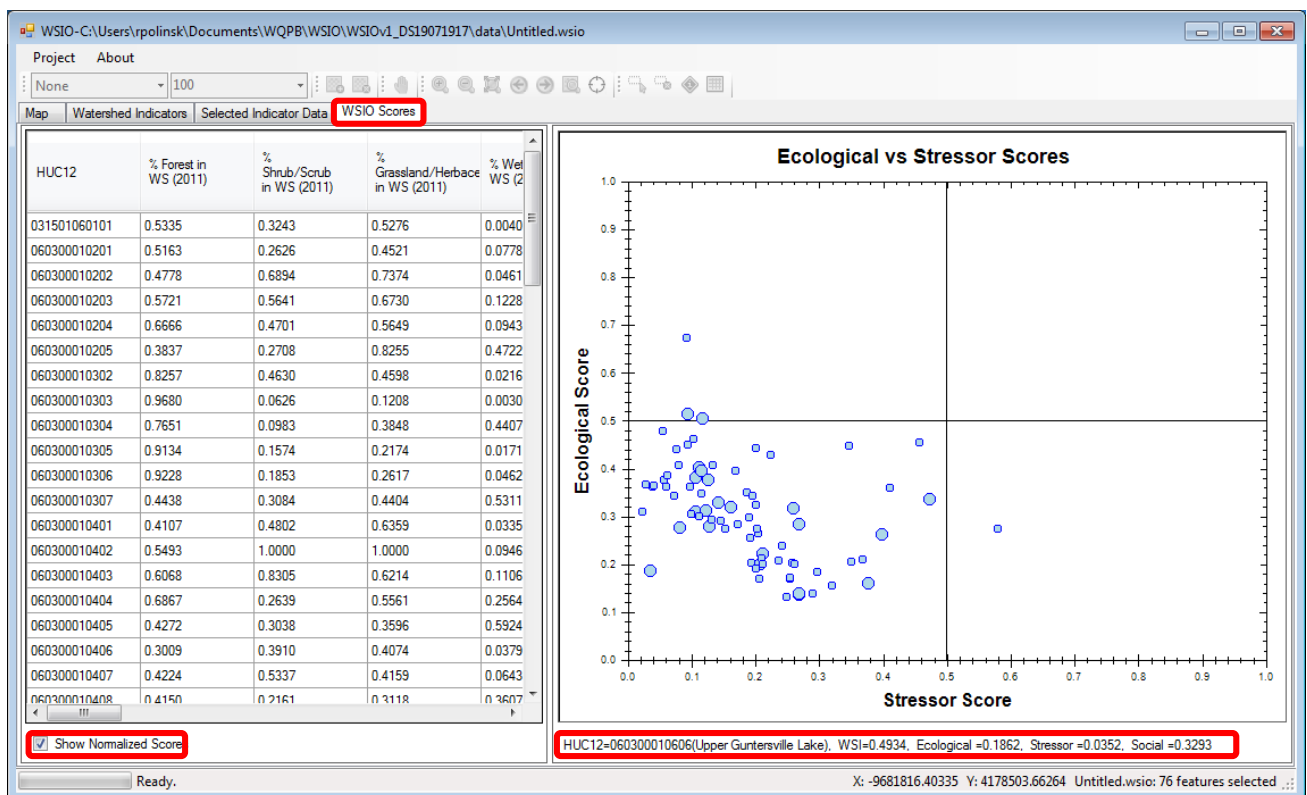 WSIO-C:\Users\rpolinsk\Documents\WQPB\WSIO\WSIOv1_DS19071917\data\Untitled.wsio
Project About
None 100
Map Watershed Indicators Selected Indicator Data WSIO Scores
HUC12 % Forest in WS (2011) % Shrub/Scrub in WS (2011) % Grassland/Herbace in WS (2011) % Wet WS (2
031501060101 0.5335 0.3243 0.5276 0.0040
060300010201 0.5163 0.2626 0.4521 0.0778
060300010202 0.4778 0.6894 0.7374 0.0461
060300010203 0.5721 0.5641 0.6730 0.1228
060300010204 0.6666 0.4701 0.5649 0.0943
060300010205 0.3837 0.2708 0.8255 0.4722
060300010302 0.8257 0.4630 0.4598 0.0216
060300010303 0.9680 0.0626 0.1208 0.0030
060300010304 0.7651 0.0983 0.3848 0.4407
060300010305 0.9134 0.1574 0.2174 0.0171
060300010306 0.9228 0.1853 0.2617 0.0462
060300010307 0.4438 0.3084 0.4404 0.5311
060300010401 0.4107 0.4802 0.6359 0.0335
060300010402 0.5493 1.0000 1.0000 0.0946
060300010403 0.6068 0.8305 0.6214 0.1106
060300010404 0.6867 0.2639 0.5561 0.2564
060300010405 0.4272 0.3038 0.3596 0.5924
060300010406 0.3009 0.3910 0.4074 0.0379
060300010407 0.4224 0.5337 0.4159 0.0643
060300010408 0.4150 0.2161 0.3118 0.3607
Show Normalized Score
Ecological vs Stressor Scores
Ecological Score
1.0
0.9
0.8
0.7
0.6
0.5
0.4
0.3
0.2
0.1
0.0
0.0 0.1 0.2 0.3 0.4 0.5 0.6 0.7 0.8 0.9 1.0
Stressor Score
HUC12=060300010606(Upper Guntersville Lake), WSI=0.4934, Ecological =0.1862, Stressor =0.0352, Social =0.3293
Ready. X: -9681816.40335 Y: 4178503.66264 Untitled.wsio: 76 features selected